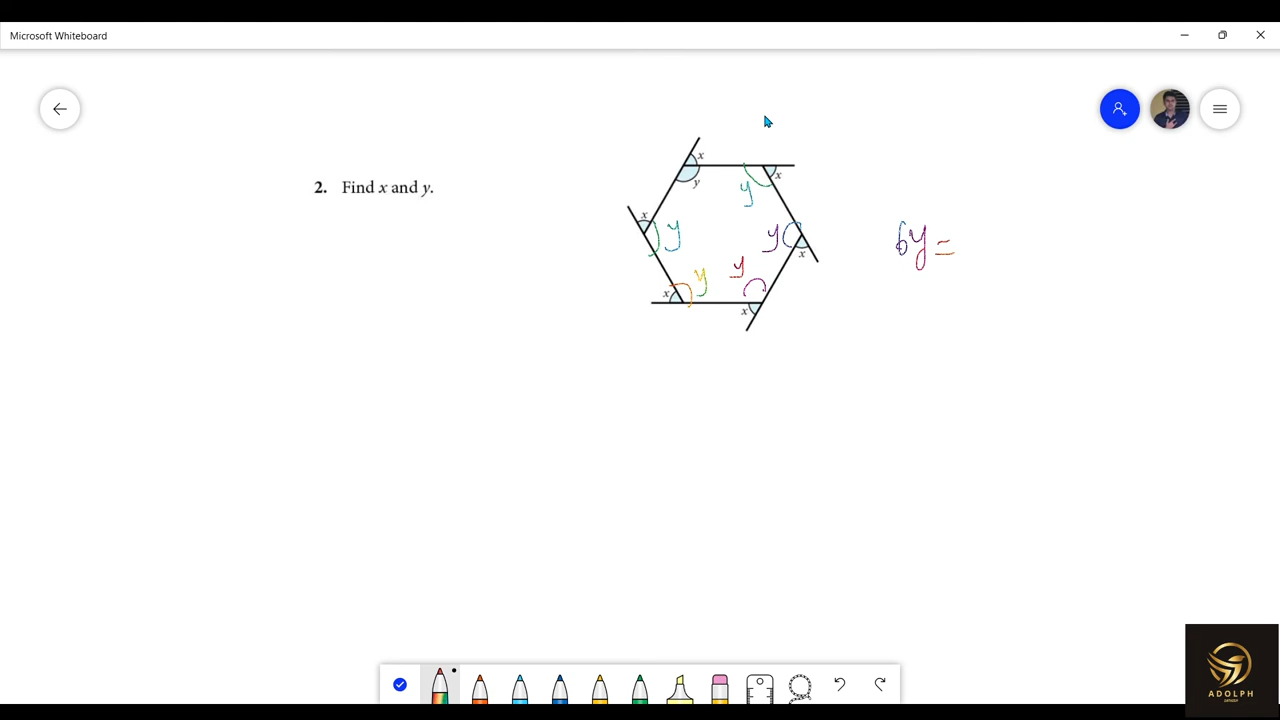 Microsoft Whiteboard
2. Find x and y.
x
y
y
x
x
y
y
x
x
y
y
x
6y =
ADOLPH